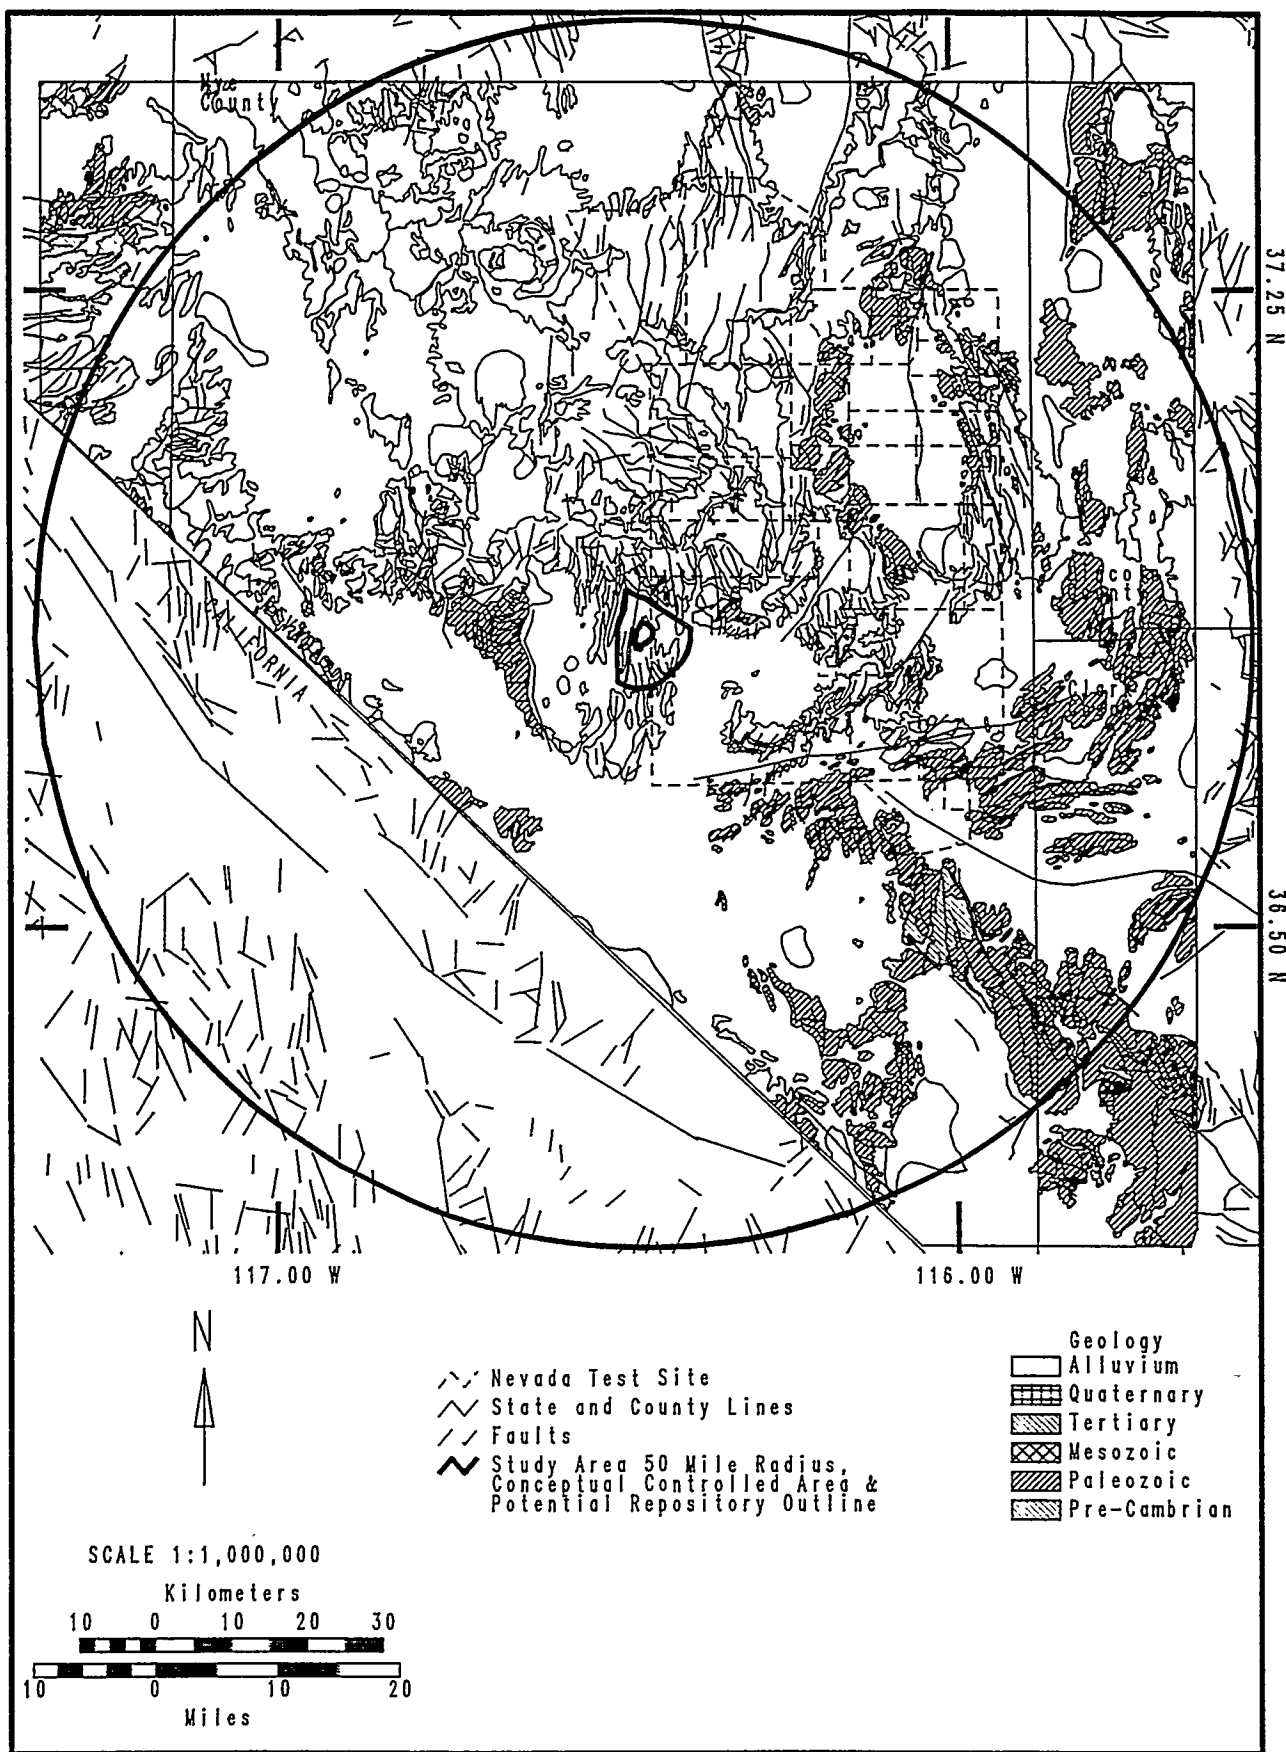 Nye
County
37.25 N
CALIFORNIA
Clark
36.50 N
117.00 W
116.00 W
N
Nevada Test Site
State and County Lines
Faults
Study Area 50 Mile Radius,
Conceptual Controlled Area &
Potential Repository Outline
Geology
Alluvium
Quaternary
Tertiary
Mesozoic
Paleozoic
Pre-Cambrian
SCALE 1:1,000,000
Kilometers
10 0 10 20 30
10 0 10 20
Miles